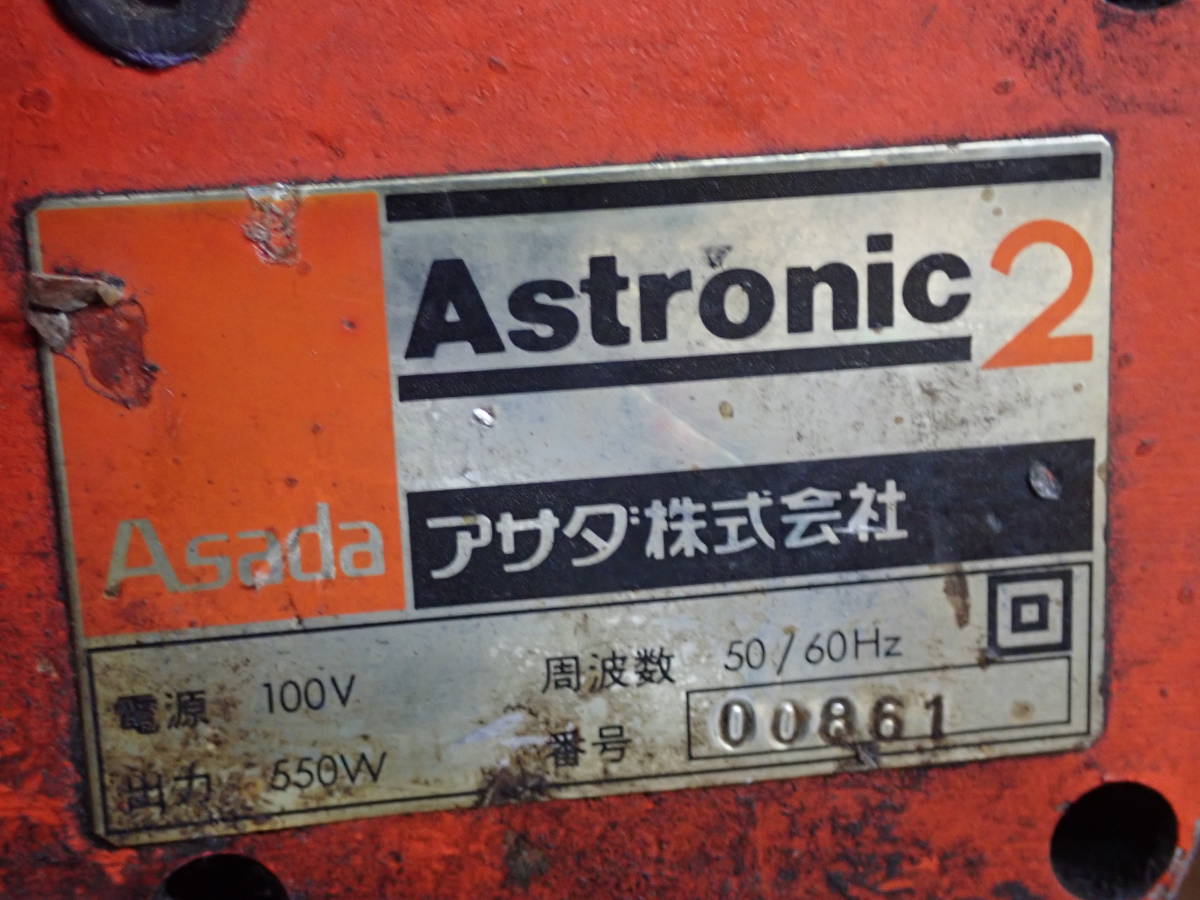 Astronic 2
Asada
アサダ株式会社
電源 100V 周波数 50/60Hz
出力 550W 番号 00861